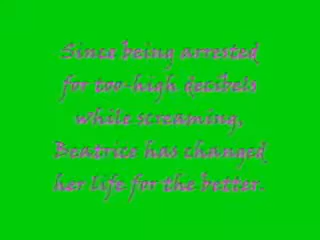 Since being arrested
for too-high decibels
while screaming,
Beatrice has changed
her life for the better.